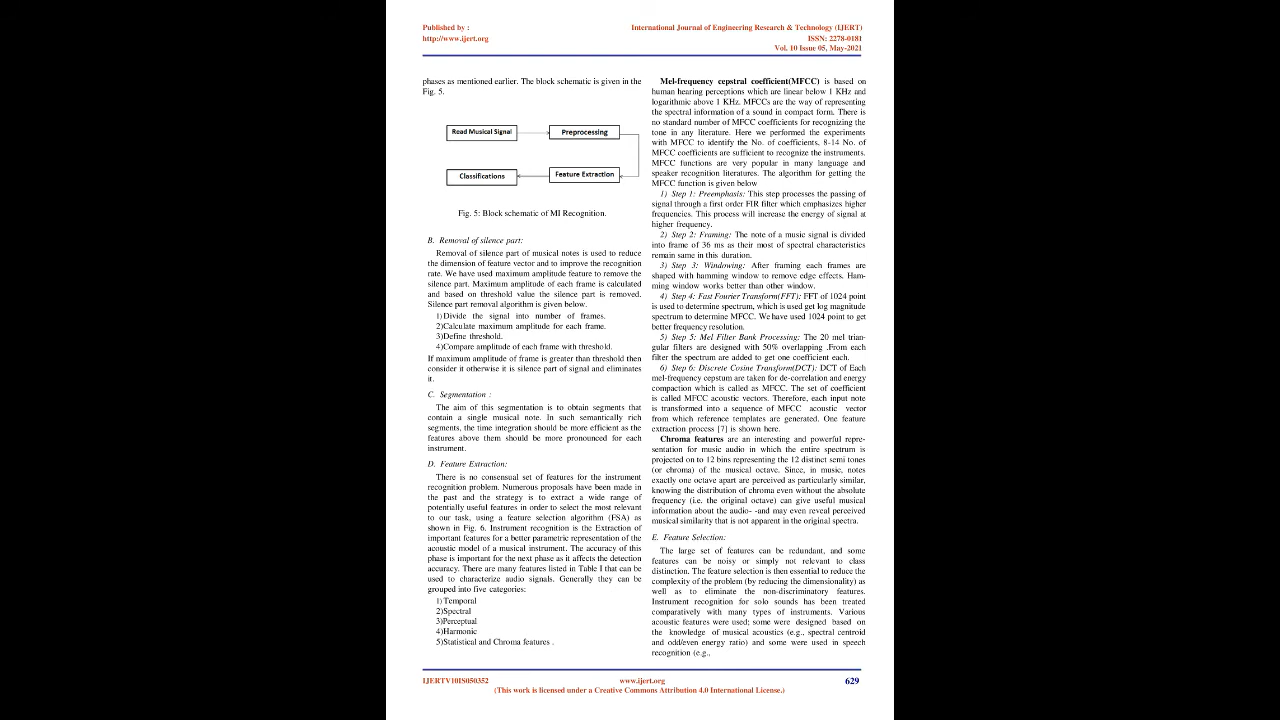 Published by :
http://www.ijert.org
International Journal of Engineering Research & Technology (IJERT)
ISSN: 2278-0181
Vol. 10 Issue 05, May-2021
phases as mentioned earlier. The block schematic is given in the
Fig. 5.
Read Musical Signal
Preprocessing
Classifications
Feature Extraction
Fig. 5: Block schematic of MI Recognition.
B. Removal of silence part:
Removal of silence part of musical notes is used to reduce
the dimension of feature vector and to improve the recognition
rate. We have used maximum amplitude feature to remove the
silence part. Maximum amplitude of each frame is calculated
and based on threshold value the silence part is removed.
Silence part removal algorithm is given below.
1)Divide the signal into number of frames.
2)Calculate maximum amplitude for each frame.
3)Define threshold.
4)Compare amplitude of each frame with threshold.
If maximum amplitude of frame is greater than threshold then
consider it otherwise it is silence part of signal and eliminates
it.
C. Segmentation :
The aim of this segmentation is to obtain segments that
contain a single musical note. In such semantically rich
segments, the time integration should be more efficient as the
features above them should be more pronounced for each
instrument.
D. Feature Extraction:
There is no consensual set of features for the instrument
recognition problem. Numerous proposals have been made in
the past and the strategy is to extract a wide range of
potentially useful features in order to select the most relevant
to our task, using a feature selection algorithm (FSA) as
shown in Fig. 6. Instrument recognition is the Extraction of
important features for a better parametric representation of the
acoustic model of a musical instrument. The accuracy of this
phase is important for the next phase as it affects the detection
accuracy. There are many features listed in Table I that can be
used to characterize audio signals. Generally they can be
grouped into five categories:
1)Temporal
2)Spectral
3)Perceptual
4)Harmonic
5)Statistical and Chroma features .
Mel-frequency cepstral coefficient(MFCC) is based on
human hearing perceptions which are linear below 1 KHz and
logarithmic above 1 KHz. MFCCs are the way of representing
the spectral information of a sound in compact form. There is
no standard number of MFCC coefficients for recognizing the
tone in any literature. Here we performed the experiments
with MFCC to identify the No. of coefficients, 8-14 No. of
MFCC coefficients are sufficient to recognize the instruments.
MFCC functions are very popular in many language and
speaker recognition literatures. The algorithm for getting the
MFCC function is given below
1) Step 1: Preemphasis: This step processes the passing of
signal through a first order FIR filter which emphasizes higher
frequencies. This process will increase the energy of signal at
higher frequency.
2) Step 2: Framing: The note of a music signal is divided
into frame of 36 ms as their most of spectral characteristics
remain same in this duration.
3) Step 3: Windowing: After framing each frames are
shaped with hamming window to remove edge effects. Ham-
ming window works better than other window.
4) Step 4: Fast Fourier Transform(FFT): FFT of 1024 point
is used to determine spectrum, which is used get log magnitude
spectrum to determine MFCC. We have used 1024 point to get
better frequency resolution.
5) Step 5: Mel Filter Bank Processing: The 20 mel trian-
gular filters are designed with 50% overlapping .From each
filter the spectrum are added to get one coefficient each.
6) Step 6: Discrete Cosine Transform(DCT): DCT of Each
mel-frequency cepstum are taken for de-correlation and energy
compaction which is called as MFCC. The set of coefficient
is called MFCC acoustic vectors. Therefore, each input note
is transformed into a sequence of MFCC acoustic vector
from which reference templates are generated. One feature
extraction process [7] is shown here.
Chroma features are an interesting and powerful repre-
sentation for music audio in which the entire spectrum is
projected on to 12 bins representing the 12 distinct semi tones
(or chroma) of the musical octave. Since, in music, notes
exactly one octave apart are perceived as particularly similar,
knowing the distribution of chroma even without the absolute
frequency (i.e. the original octave) can give useful musical
information about the audio- -and may even reveal perceived
musical similarity that is not apparent in the original spectra.
E. Feature Selection:
The large set of features can be redundant, and some
features can be noisy or simply not relevant to class
distinction. The feature selection is then essential to reduce the
complexity of the problem (by reducing the dimensionality) as
well as to eliminate the non-discriminatory features.
Instrument recognition for solo sounds has been treated
comparatively with many types of instruments. Various
acoustic features were used; some were designed based on
the knowledge of musical acoustics (e.g., spectral centroid
and odd/even energy ratio) and some were used in speech
recognition (e.g.,
IJERTV10IS050352
www.ijert.org
629
(This work is licensed under a Creative Commons Attribution 4.0 International License.)